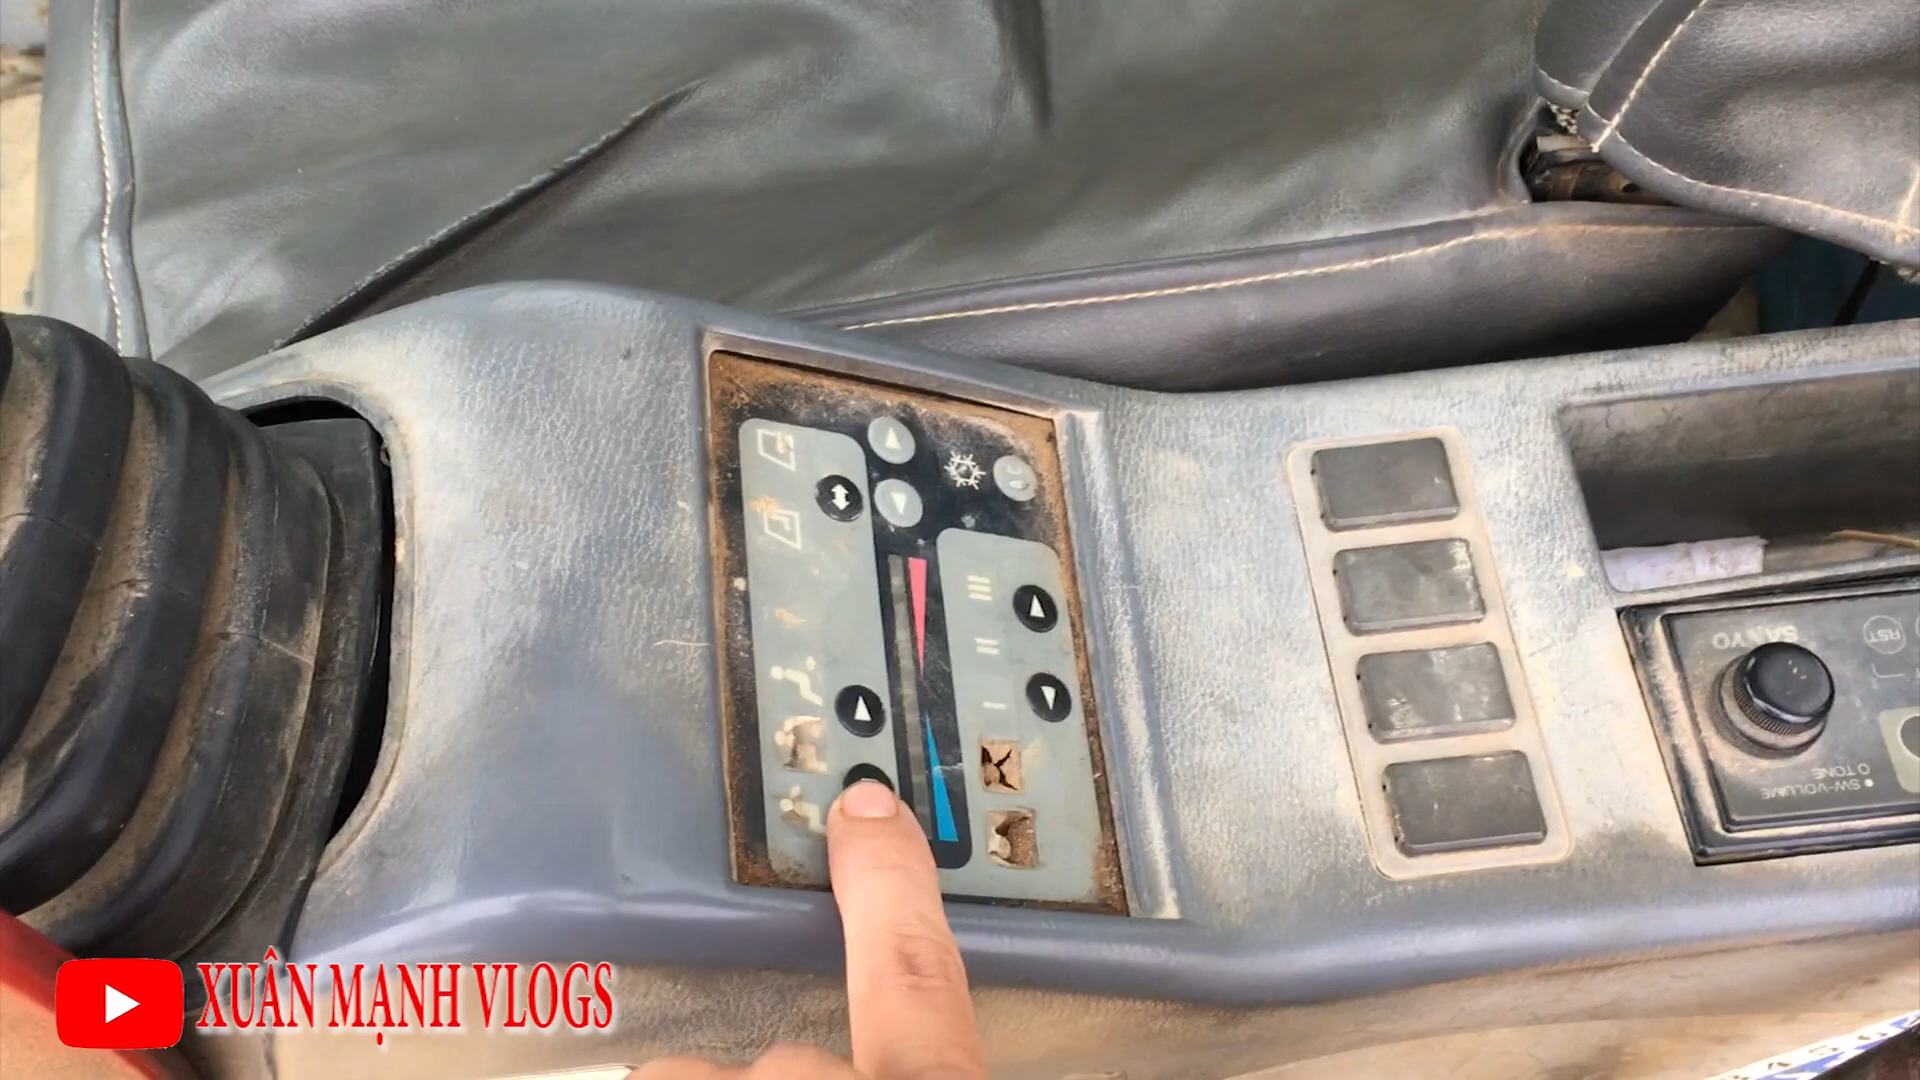 SANYO
RST
O TONE
● SW-VOLUME
XUÂN MẠNH VLOGS